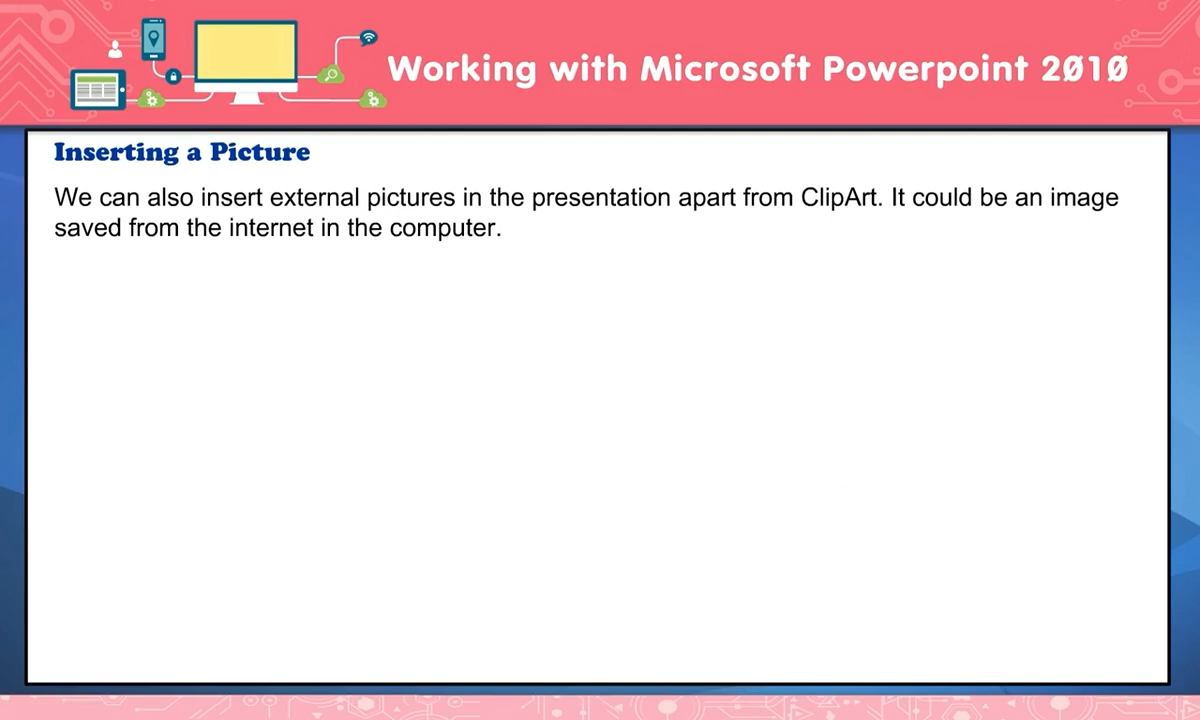 Working with Microsoft Powerpoint 2010
Inserting a Picture
We can also insert external pictures in the presentation apart from ClipArt. It could be an image
saved from the internet in the computer.